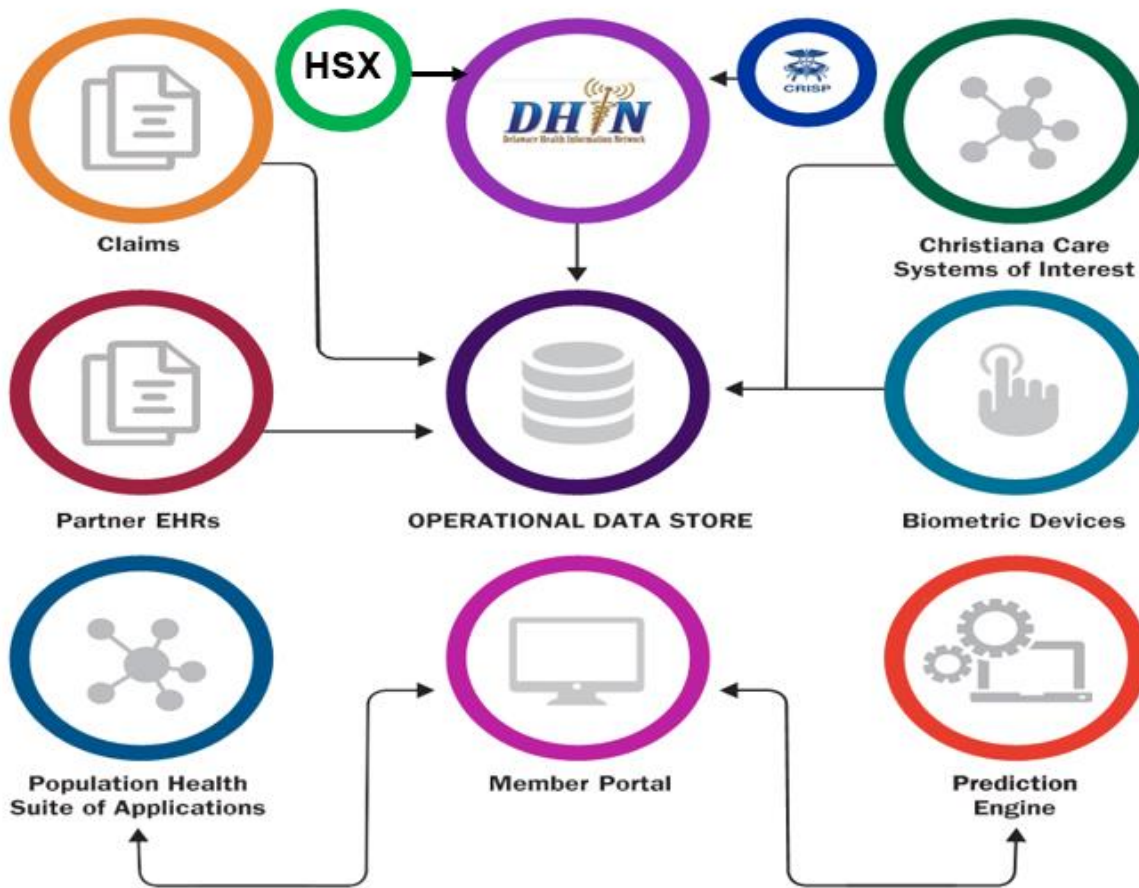 HSX
DHIN
Delaware Health Information Network
CRISP
Claims
Christiana Care
Systems of Interest
Partner EHRs
OPERATIONAL DATA STORE
Biometric Devices
Population Health
Suite of Applications
Member Portal
Prediction
Engine